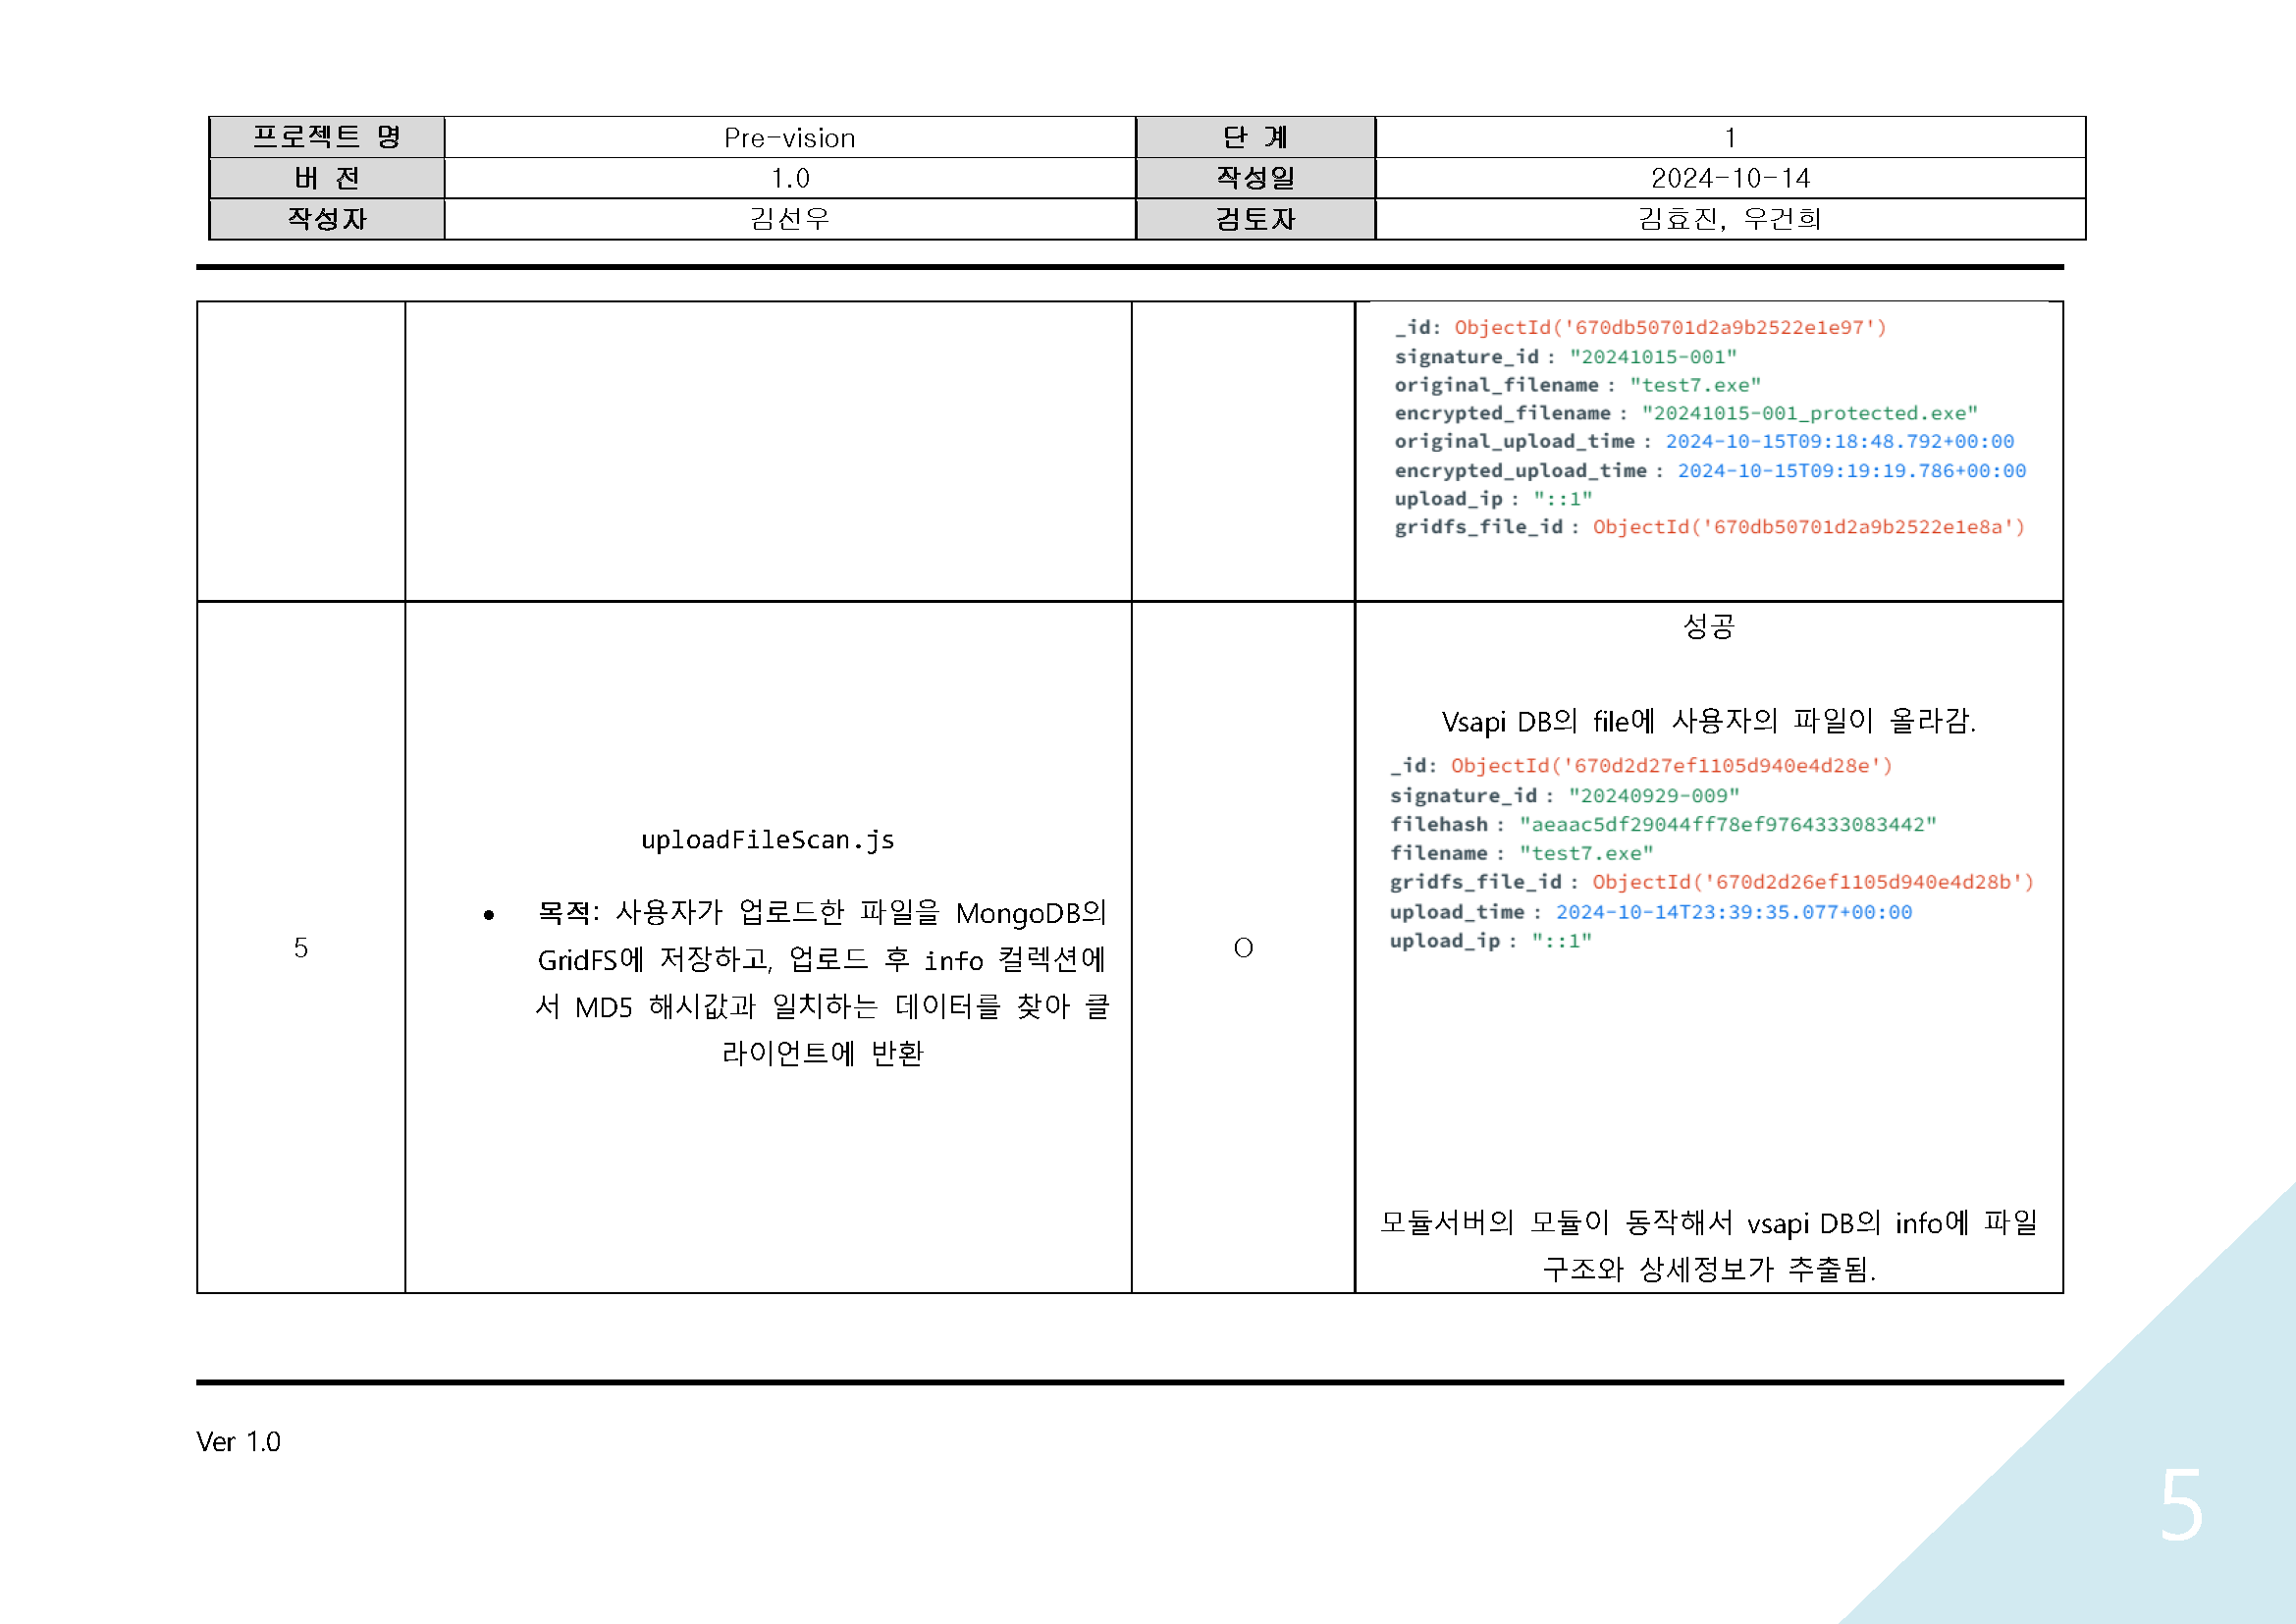 프로젝트 명 Pre-vision 단 계 1
버 전 1.0 작성일 2024-10-14
작성자 김선우 검토자 김효진, 우건희
_id: ObjectId('670db50701d2a9b2522e1e97')
signature_id : "20241015-001"
original_filename : "test7.exe"
encrypted_filename : "20241015-001_protected.exe"
original_upload_time : 2024-10-15T09:18:48.792+00:00
encrypted_upload_time : 2024-10-15T09:19:19.786+00:00
upload_ip : "::1"
gridfs_file_id : ObjectId('670db50701d2a9b2522e1e8a')
5
uploadFileScan.js
• 목적: 사용자가 업로드한 파일을 MongoDB의
GridFS에 저장하고, 업로드 후 info 컬렉션에
서 MD5 해시값과 일치하는 데이터를 찾아 클
라이언트에 반환
O
성공
Vsapi DB의 file에 사용자의 파일이 올라감.
_id: ObjectId('670d2d27ef1105d940e4d28e')
signature_id : "20240929-009"
filehash : "aeaac5df29044ff78ef9764333083442"
filename : "test7.exe"
gridfs_file_id : ObjectId('670d2d26ef1105d940e4d28b')
upload_time : 2024-10-14T23:39:35.077+00:00
upload_ip : "::1"
모듈서버의 모듈이 동작해서 vsapi DB의 info에 파일
구조와 상세정보가 추출됨.
Ver 1.0
5